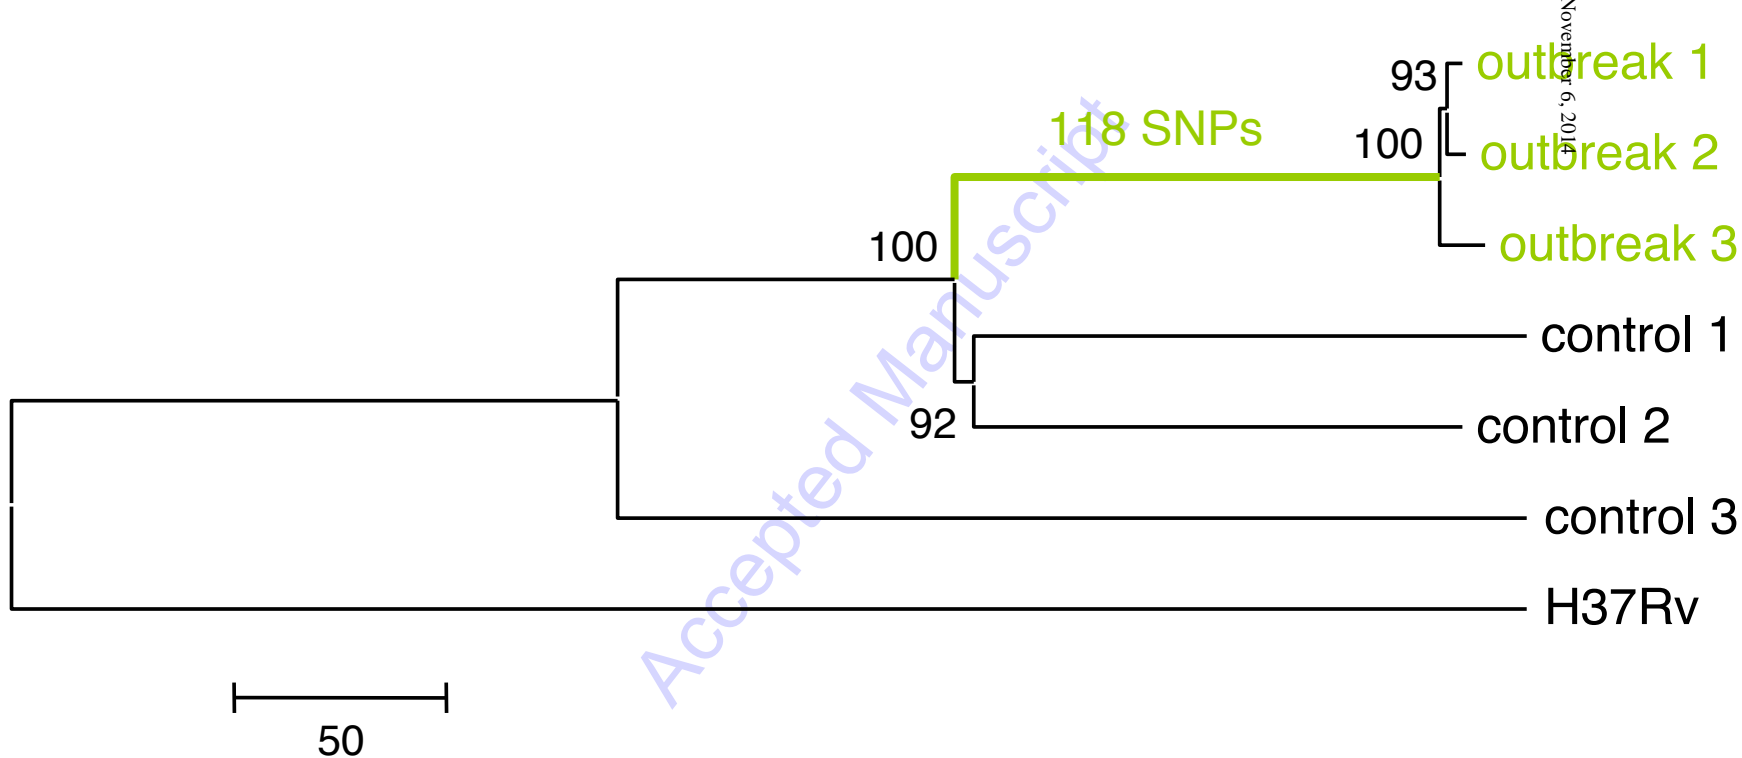 November 6, 2014
93
outbreak 1
118 SNPs
100
outbreak 2
100
outbreak 3
control 1
92
control 2
control 3
H37Rv
50
Accepted Manuscript